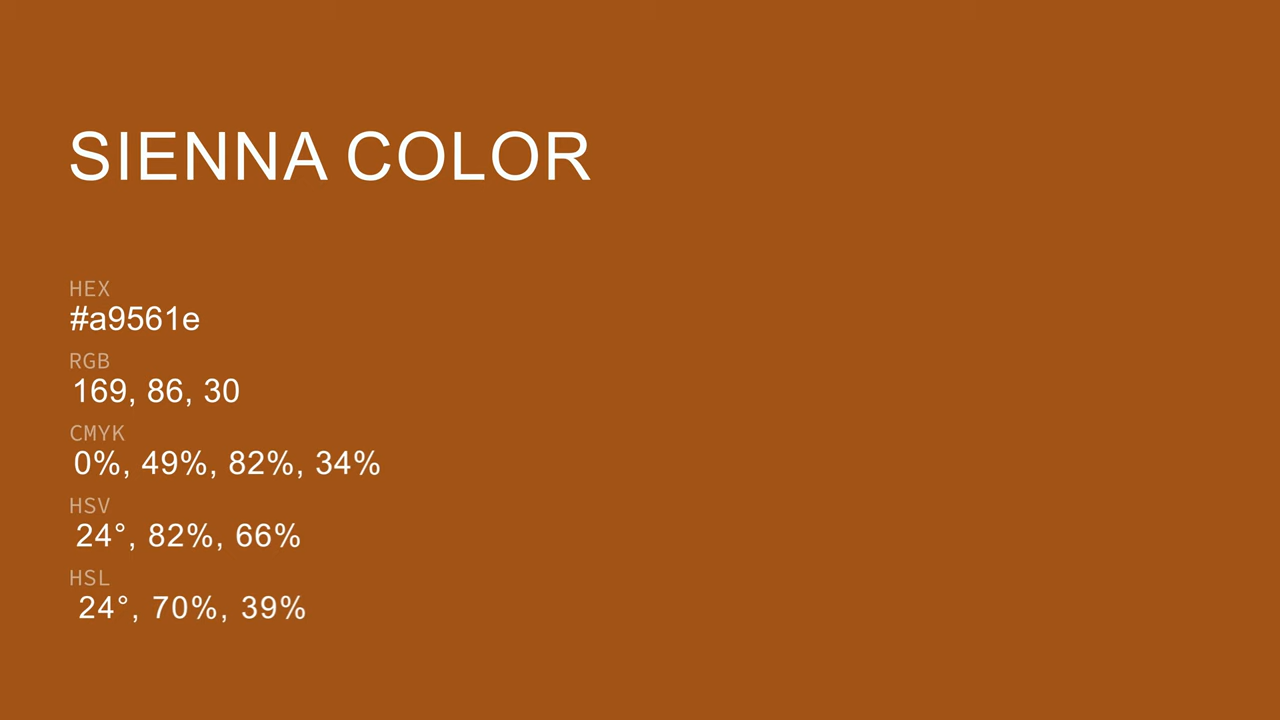 SIENNA COLOR
HEX
#a9561e
RGB
169, 86, 30
CMYK
0%, 49%, 82%, 34%
HSV
24°, 82%, 66%
HSL
24°, 70%, 39%